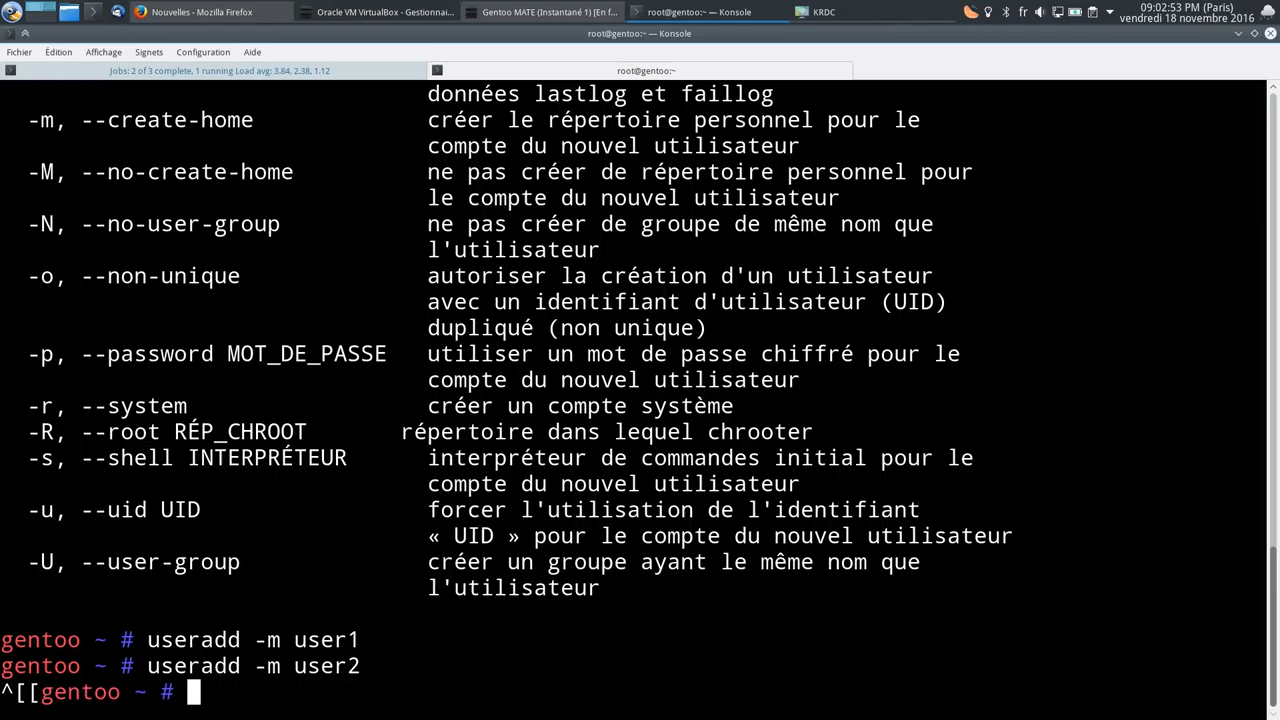 Nouvelles - Mozilla Firefox
Oracle VM VirtualBox - Gestionnai...
Gentoo MATE (Instantané 1) [En f...
root@gentoo:~ — Konsole
KRDC
fr
09:02:53 PM (Paris)
vendredi 18 novembre 2016
root@gentoo:~ — Konsole
Fichier Édition Affichage Signets Configuration Aide
Jobs: 2 of 3 complete, 1 running Load avg: 3.84, 2.38, 1.12
root@gentoo:~
données lastlog et faillog
-m, --create-home créer le répertoire personnel pour le
compte du nouvel utilisateur
-M, --no-create-home ne pas créer de répertoire personnel pour
le compte du nouvel utilisateur
-N, --no-user-group ne pas créer de groupe de même nom que
l'utilisateur
-o, --non-unique autoriser la création d'un utilisateur
avec un identifiant d'utilisateur (UID)
dupliqué (non unique)
-p, --password MOT_DE_PASSE utiliser un mot de passe chiffré pour le
compte du nouvel utilisateur
-r, --system créer un compte système
-R, --root RÉP_CHROOT répertoire dans lequel chrooter
-s, --shell INTERPRÉTEUR interpréteur de commandes initial pour le
compte du nouvel utilisateur
-u, --uid UID forcer l'utilisation de l'identifiant
« UID » pour le compte du nouvel utilisateur
-U, --user-group créer un groupe ayant le même nom que
l'utilisateur
gentoo ~ # useradd -m user1
gentoo ~ # useradd -m user2
^[[gentoo ~ #